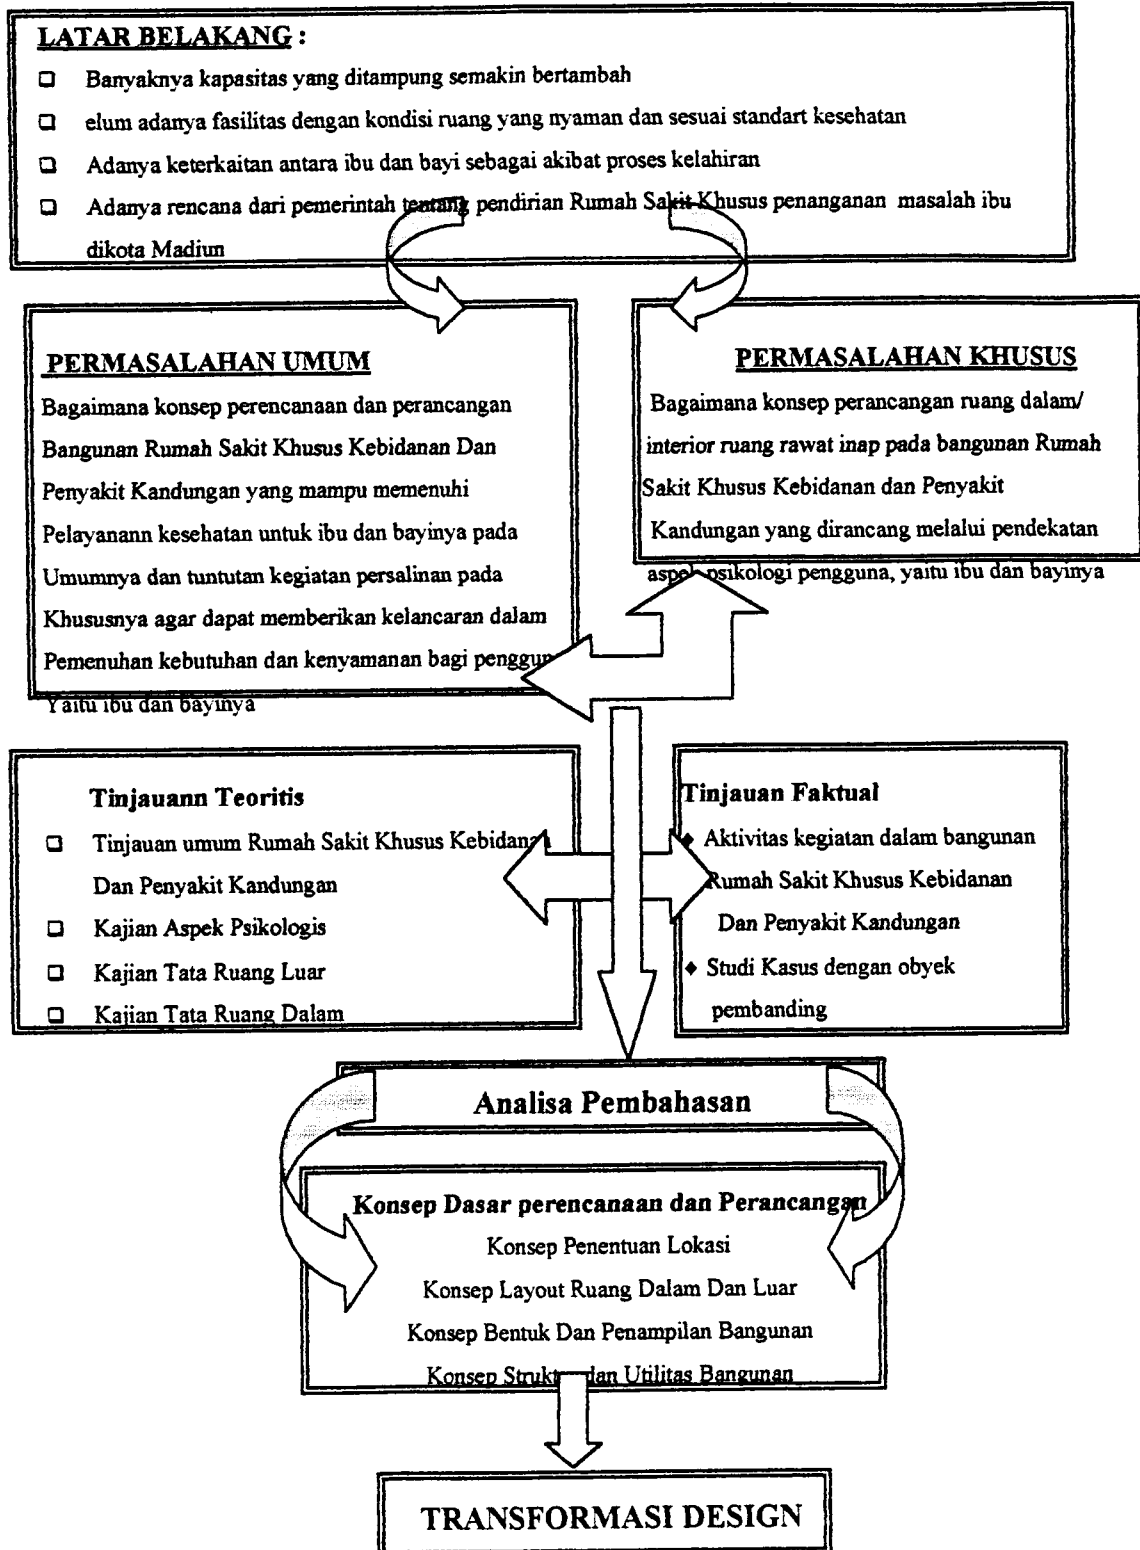 LATAR BELAKANG :
❑ Banyaknya kapasitas yang ditampung semakin bertambah
❑ elum adanya fasilitas dengan kondisi ruang yang nyaman dan sesuai standart kesehatan
❑ Adanya keterkaitan antara ibu dan bayi sebagai akibat proses kelahiran
❑ Adanya rencana dari pemerintah tentang pendirian Rumah Sakit Khusus penanganan masalah ibu
dikota Madiun
PERMASALAHAN UMUM
Bagaimana konsep perencanaan dan perancangan
Bangunan Rumah Sakit Khusus Kebidanan Dan
Penyakit Kandungan yang mampu memenuhi
Pelayanann kesehatan untuk ibu dan bayinya pada
Umumnya dan tuntutan kegiatan persalinan pada
Khususnya agar dapat memberikan kelancaran dalam
Pemenuhan kebutuhan dan kenyamanan bagi penggun
Yaitu ibu dan bayinya
PERMASALAHAN KHUSUS
Bagaimana konsep perancangan ruang dalam/
interior ruang rawat inap pada bangunan Rumah
Sakit Khusus Kebidanan dan Penyakit
Kandungan yang dirancang melalui pendekatan
aspek psikologi pengguna, yaitu ibu dan bayinya
Tinjauann Teoritis
❑ Tinjauan umum Rumah Sakit Khusus Kebidanan
Dan Penyakit Kandungan
❑ Kajian Aspek Psikologis
❑ Kajian Tata Ruang Luar
❑ Kajian Tata Ruang Dalam
Tinjauan Faktual
♦ Aktivitas kegiatan dalam bangunan
Rumah Sakit Khusus Kebidanan
Dan Penyakit Kandungan
♦ Studi Kasus dengan obyek
pembanding
Analisa Pembahasan
Konsep Dasar perencanaan dan Perancangan
Konsep Penentuan Lokasi
Konsep Layout Ruang Dalam Dan Luar
Konsep Bentuk Dan Penampilan Bangunan
Konsep Struktur dan Utilitas Bangunan
TRANSFORMASI DESIGN